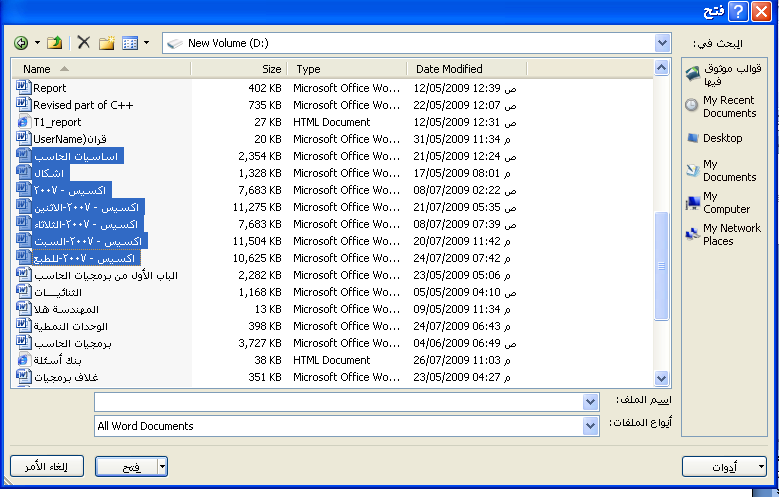 فتح
البحث في:
New Volume (D:)
Name Size Type Date Modified
Report 402 KB Microsoft Office Wo... 12/05/2009 12:39 ص
Revised part of C++ 735 KB Microsoft Office Wo... 22/05/2009 12:07 ص
T1_report 27 KB HTML Document 12/05/2009 12:31 ص
قران(UserName 20 KB Microsoft Office Wo... 31/05/2009 11:34 م
اساسيات الحاسب 2,354 KB Microsoft Office Wo... 21/05/2009 12:24 ص
اشكال 1,328 KB Microsoft Office Wo... 17/05/2009 08:01 م
اكسيس - ٢٠٠٧ 7,683 KB Microsoft Office Wo... 08/07/2009 02:22 ص
اكسيس - ٢٠٠٧-الاثنين 11,275 KB Microsoft Office Wo... 21/07/2009 05:35 ص
اكسيس - ٢٠٠٧-الثلاثاء 7,683 KB Microsoft Office Wo... 08/07/2009 07:39 ص
اكسيس - ٢٠٠٧-السبت 11,504 KB Microsoft Office Wo... 20/07/2009 11:42 م
اكسيس - ٢٠٠٧-للطبع 10,625 KB Microsoft Office Wo... 24/07/2009 07:42 م
الباب الأول من برمجيات الحاسب 2,282 KB Microsoft Office Wo... 23/05/2009 05:06 م
الثنائيـــات 1,168 KB Microsoft Office Wo... 05/05/2009 04:10 ص
المهندسة هلا 13 KB Microsoft Office Wo... 09/05/2009 11:34 م
الوحدات النمطية 398 KB Microsoft Office Wo... 24/07/2009 06:43 م
برمجيات الحاسب 3,727 KB Microsoft Office Wo... 04/06/2009 06:49 ص
بنك أسئلة 38 KB HTML Document 26/07/2009 11:03 م
غلاف برمجيات 351 KB Microsoft Office Wo... 23/05/2009 04:27 م
قوالب موثوق
فيها
My Recent
Documents
Desktop
My
Documents
My
Computer
My Network
Places
اسم الملف:
أنواع الملفات:
All Word Documents
أدوات
فتح
إلغاء الأمر